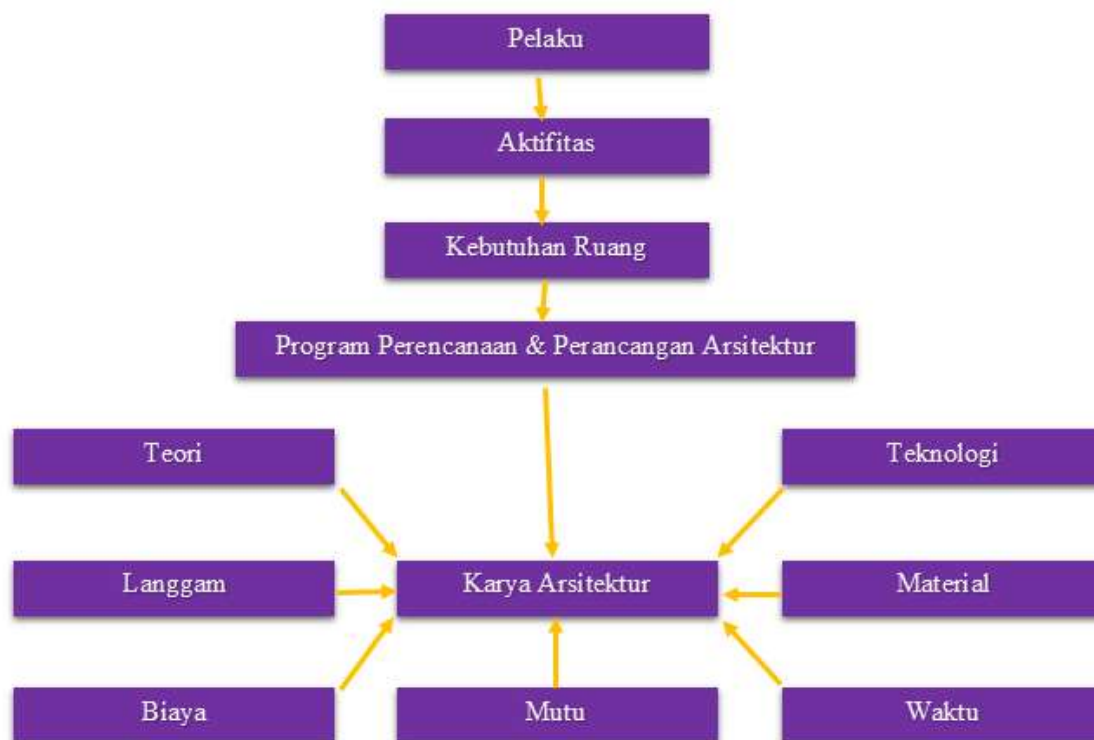 Pelaku
Aktifitas
Kebutuhan Ruang
Program Perencanaan & Perancangan Arsitektur
Teori
Teknologi
Langgam
Karya Arsitektur
Material
Biaya
Mutu
Waktu